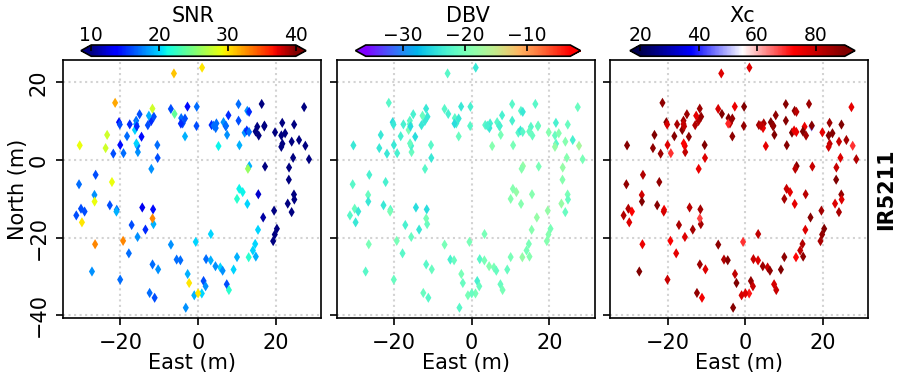 SNR DBV Xc
10 20 30 40 −30 −20 −10 20 40 60 80
20
0
−20
−40
North (m)
−20 0 20 −20 0 20 −20 0 20
East (m) East (m) East (m)
IR5211